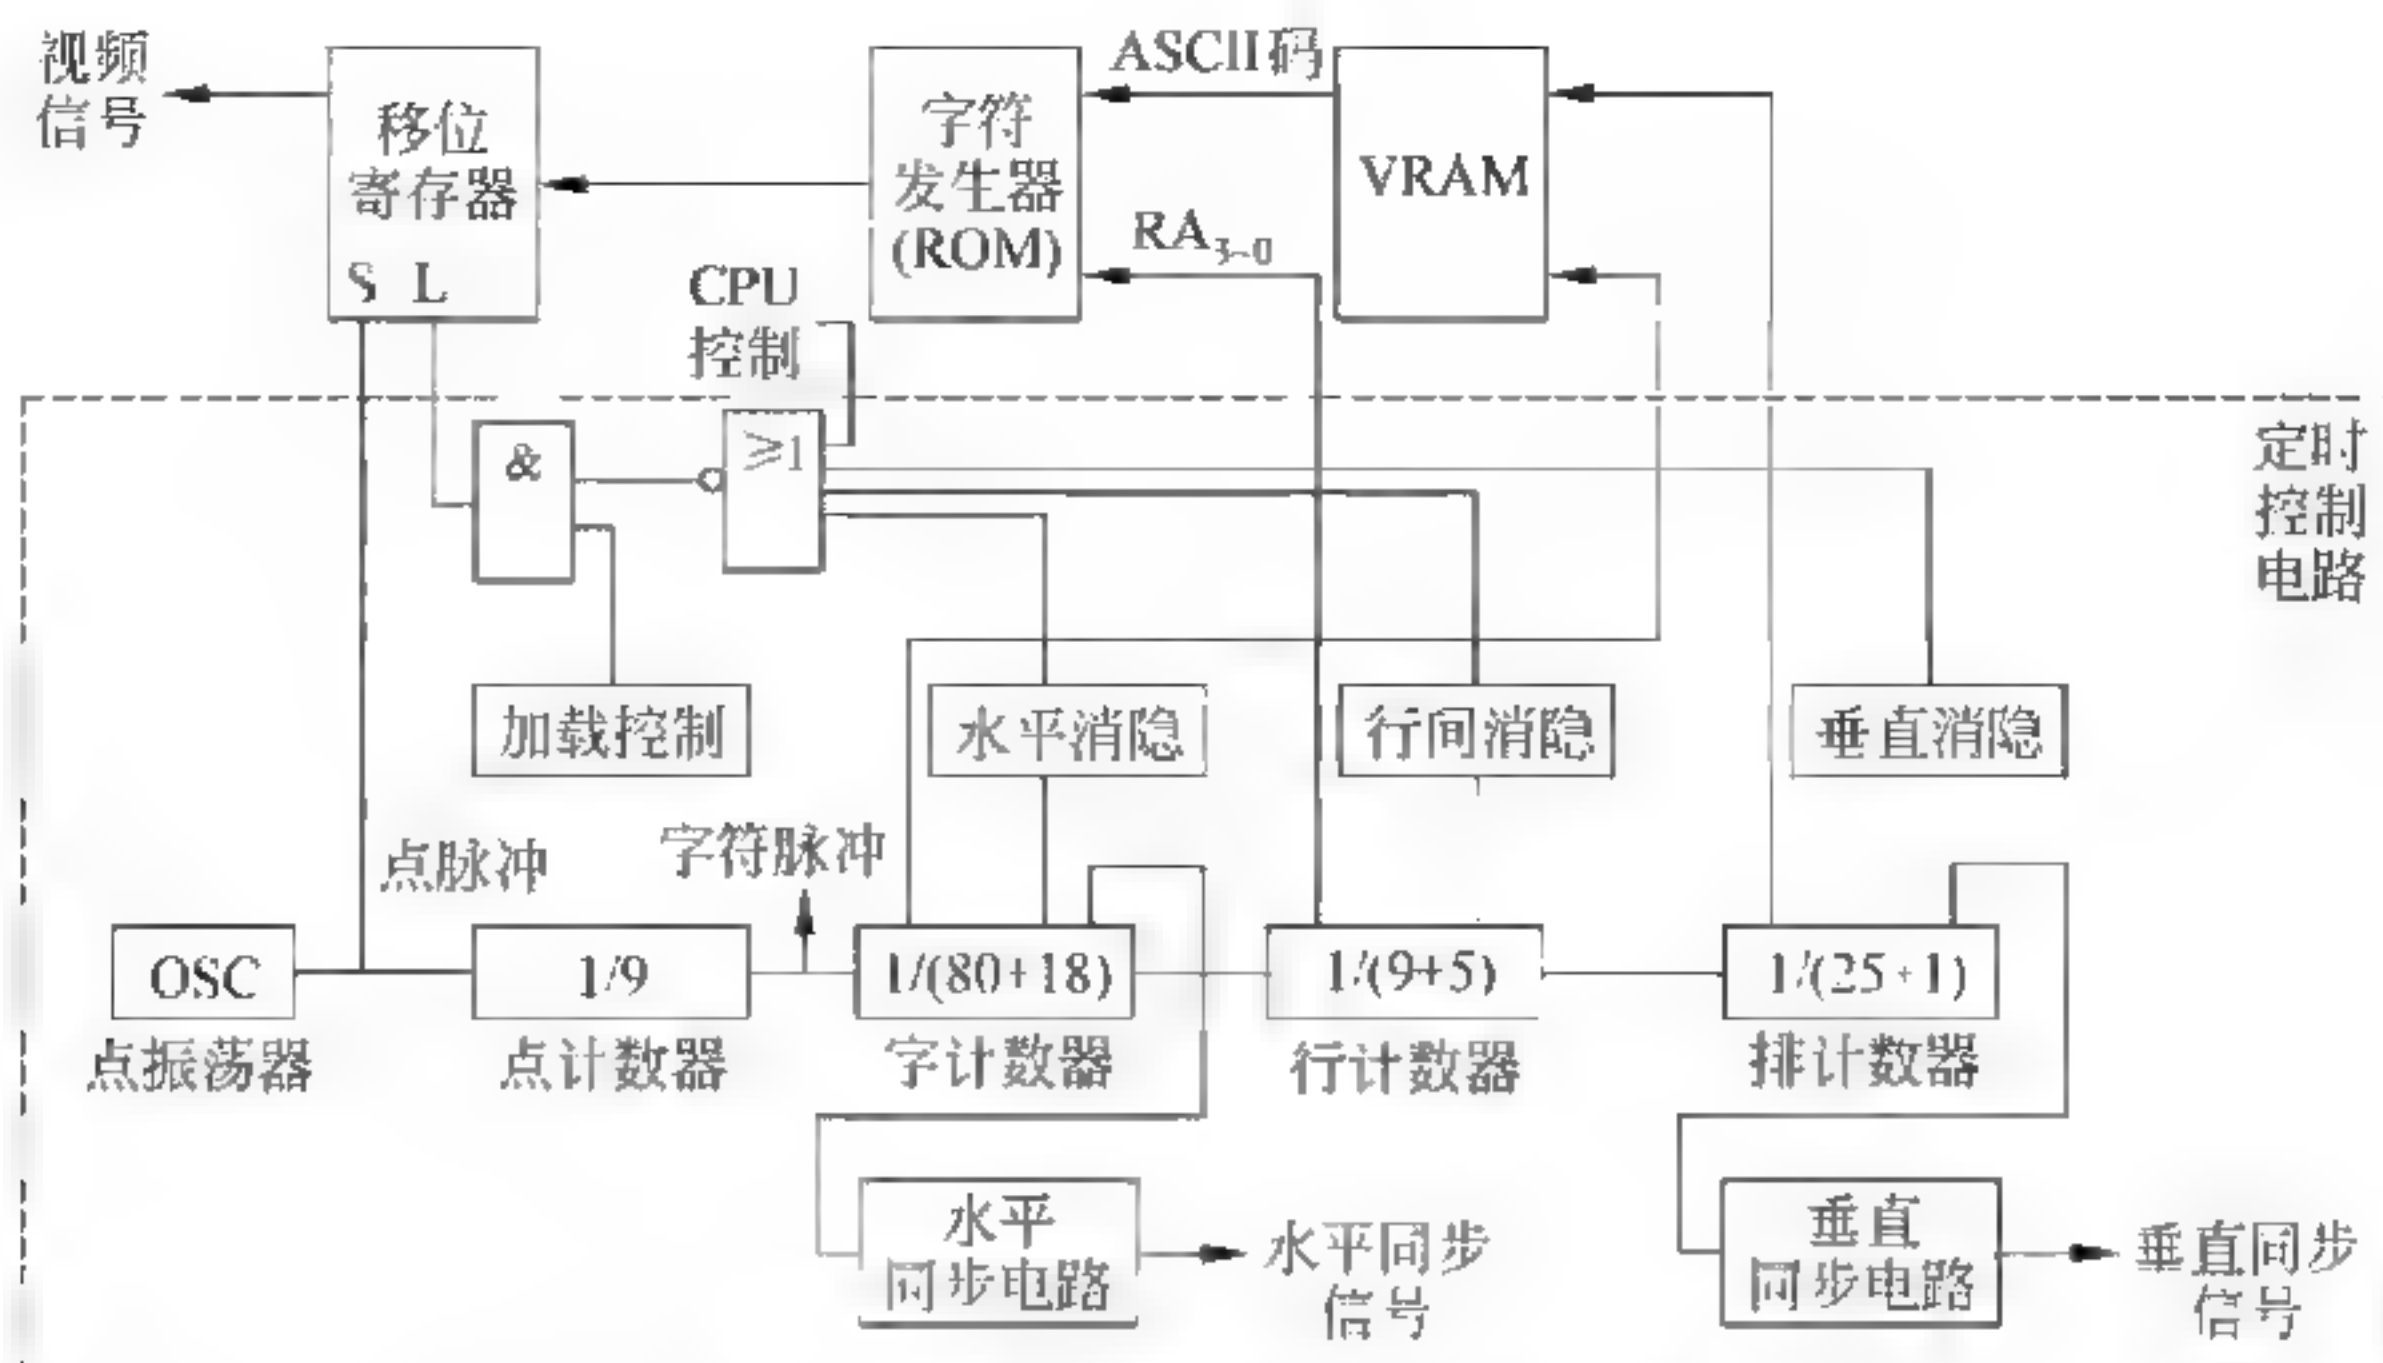 视频
信号
移位
寄存器
S L
字符
发生器
(ROM)
ASCII码
RA3~0
VRAM
CPU
控制
&
≥1
定时
控制
电路
加载控制
水平消隐
行间消隐
垂直消隐
点脉冲
字符脉冲
OSC
1/9
1/(80+18)
1/(9+5)
1/(25+1)
点振荡器
点计数器
字计数器
行计数器
排计数器
水平
同步电路
水平同步
信号
垂直
同步电路
垂直同步
信号